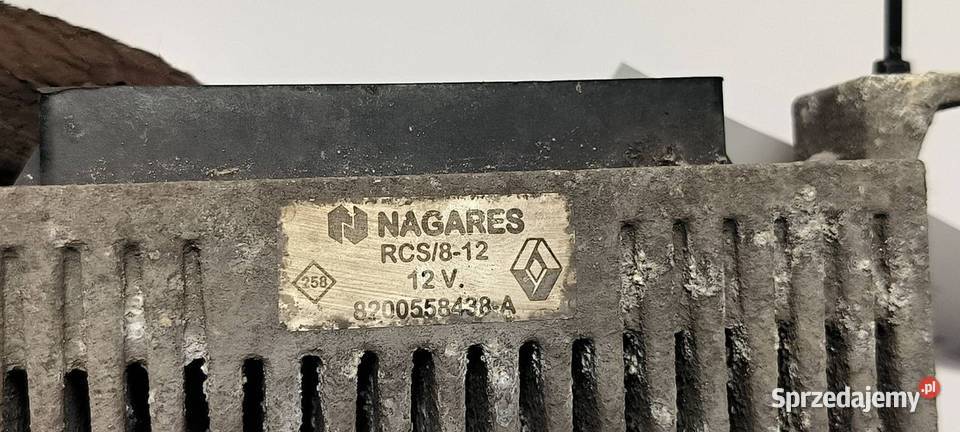 NAGARES
RCS/8-12
258
12 V.
8200558438-A
Sprzedajemy.pl